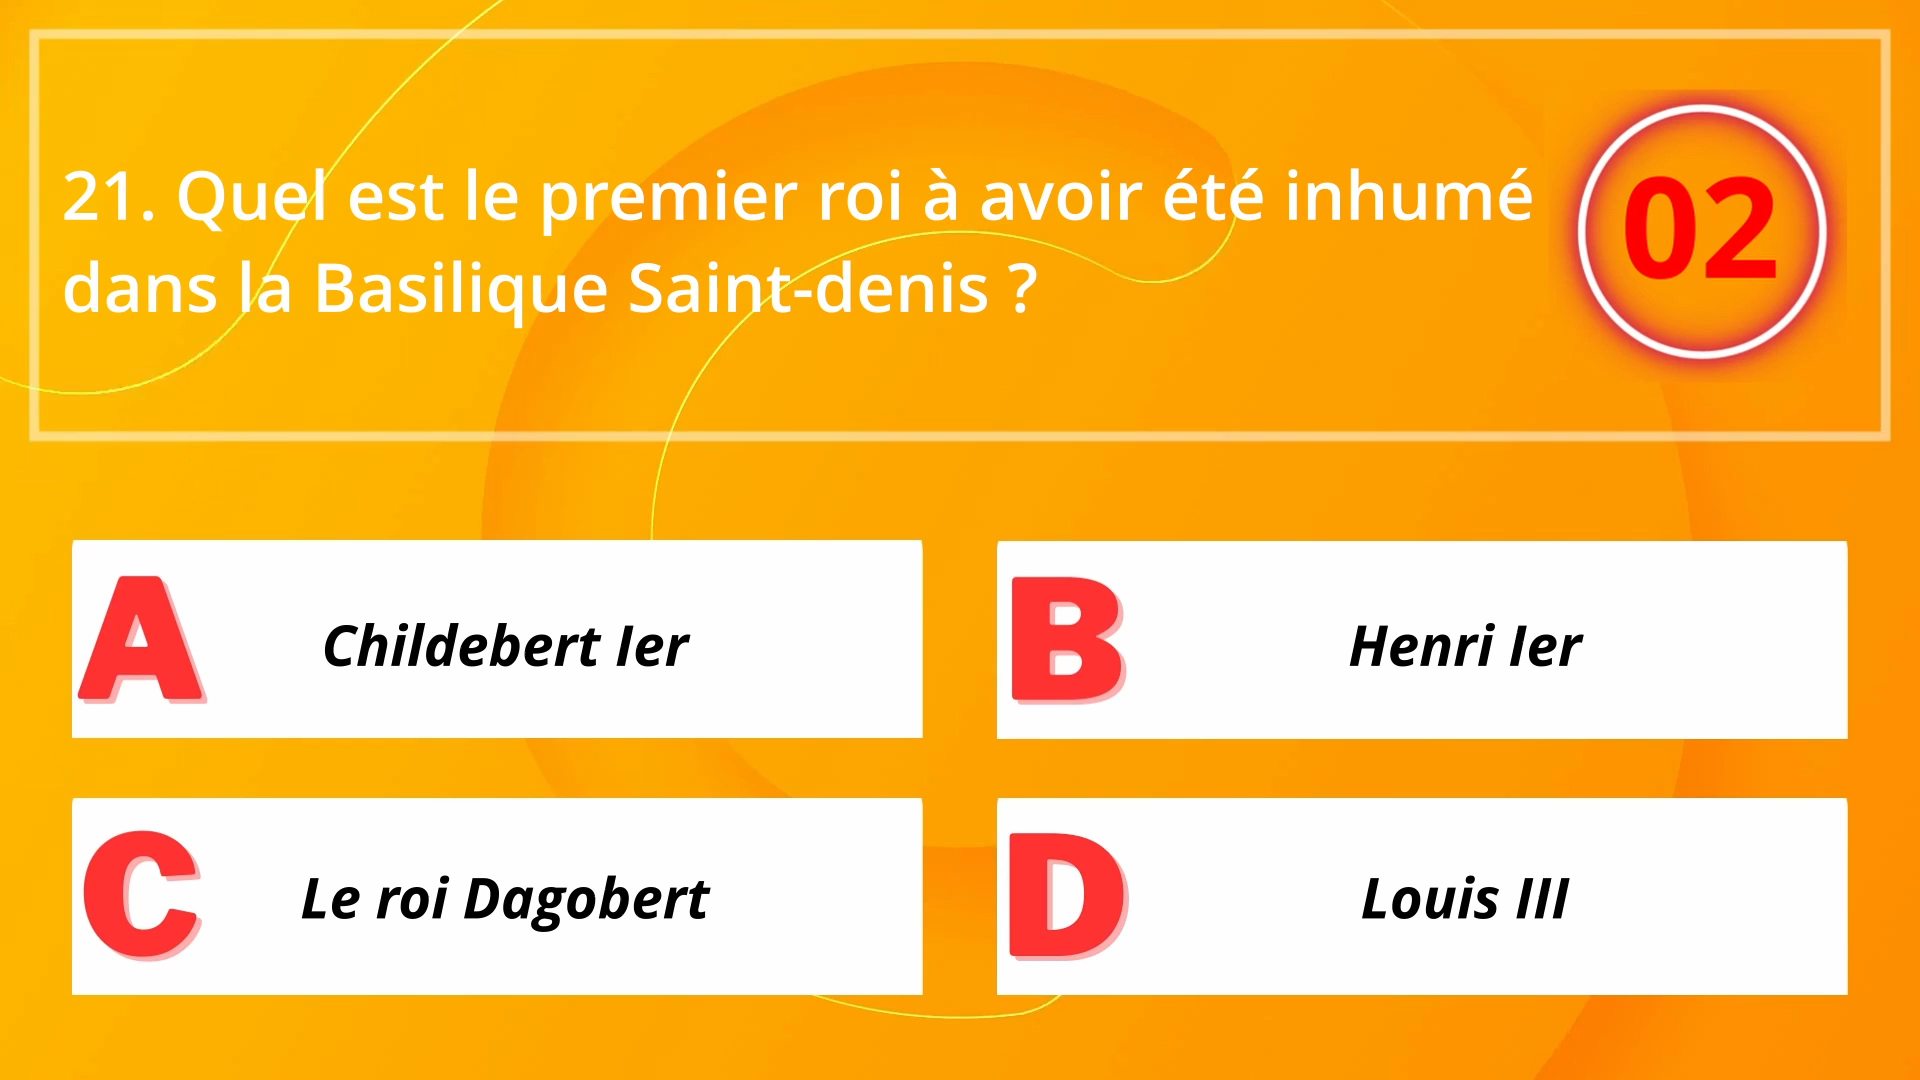 21. Quel est le premier roi à avoir été inhumé
dans la Basilique Saint-denis ?
02
A
Childebert Ier
B
Henri Ier
C
Le roi Dagobert
D
Louis III